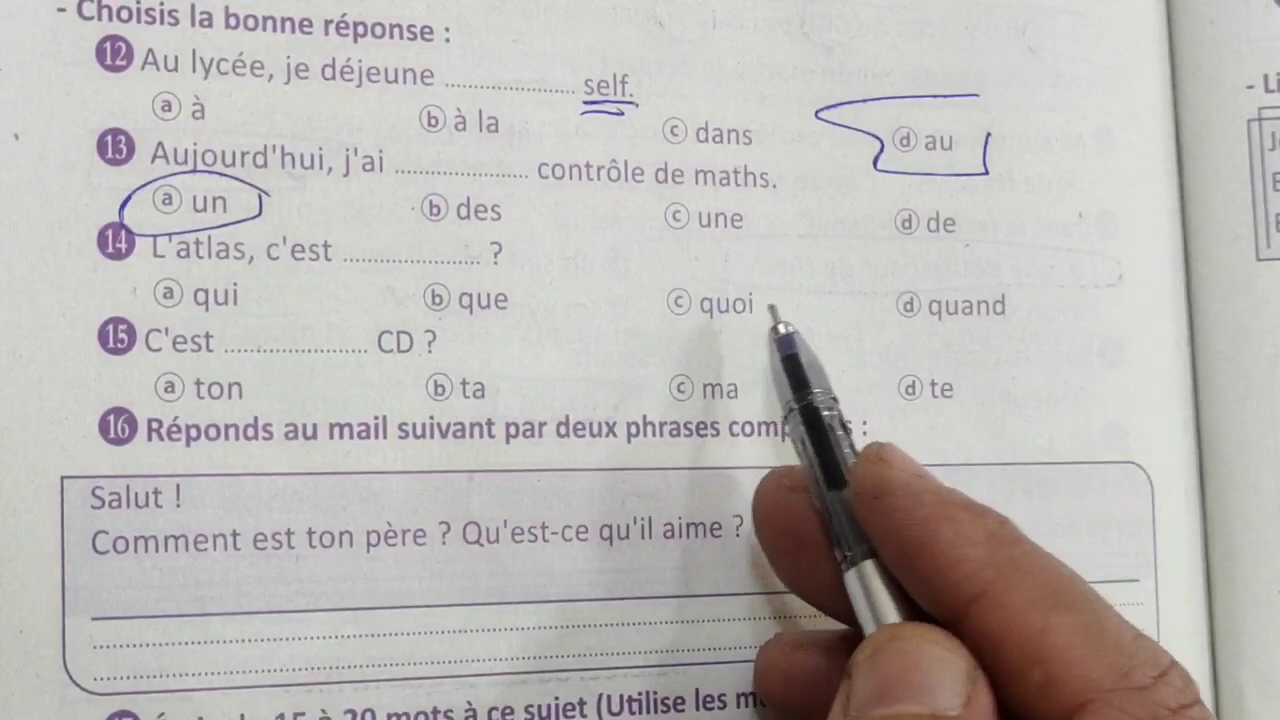 - Choisis la bonne réponse :
12 Au lycée, je déjeune ........................ self.
a à b à la c dans d au
13 Aujourd'hui, j'ai ........................ contrôle de maths.
a un b des c une d de
14 L'atlas, c'est ........................ ?
a qui b que c quoi d quand
15 C'est ........................ CD ?
a ton b ta c ma d te
16 Réponds au mail suivant par deux phrases :
Salut !
Comment est ton père ? Qu'est-ce qu'il aime ?
15 à 20 mots à ce sujet (Utilise les
- Li